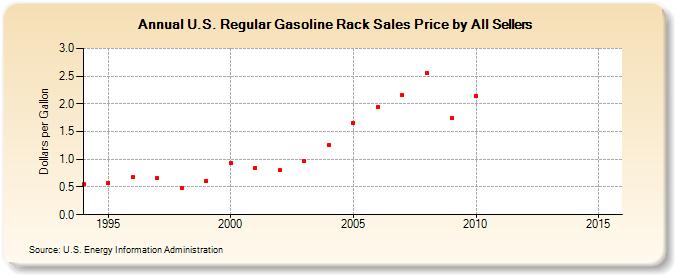 Annual U.S. Regular Gasoline Rack Sales Price by All Sellers
Dollars per Gallon
3.0
2.5
2.0
1.5
1.0
0.5
0.0
1995 2000 2005 2010 2015
Source: U.S. Energy Information Administration